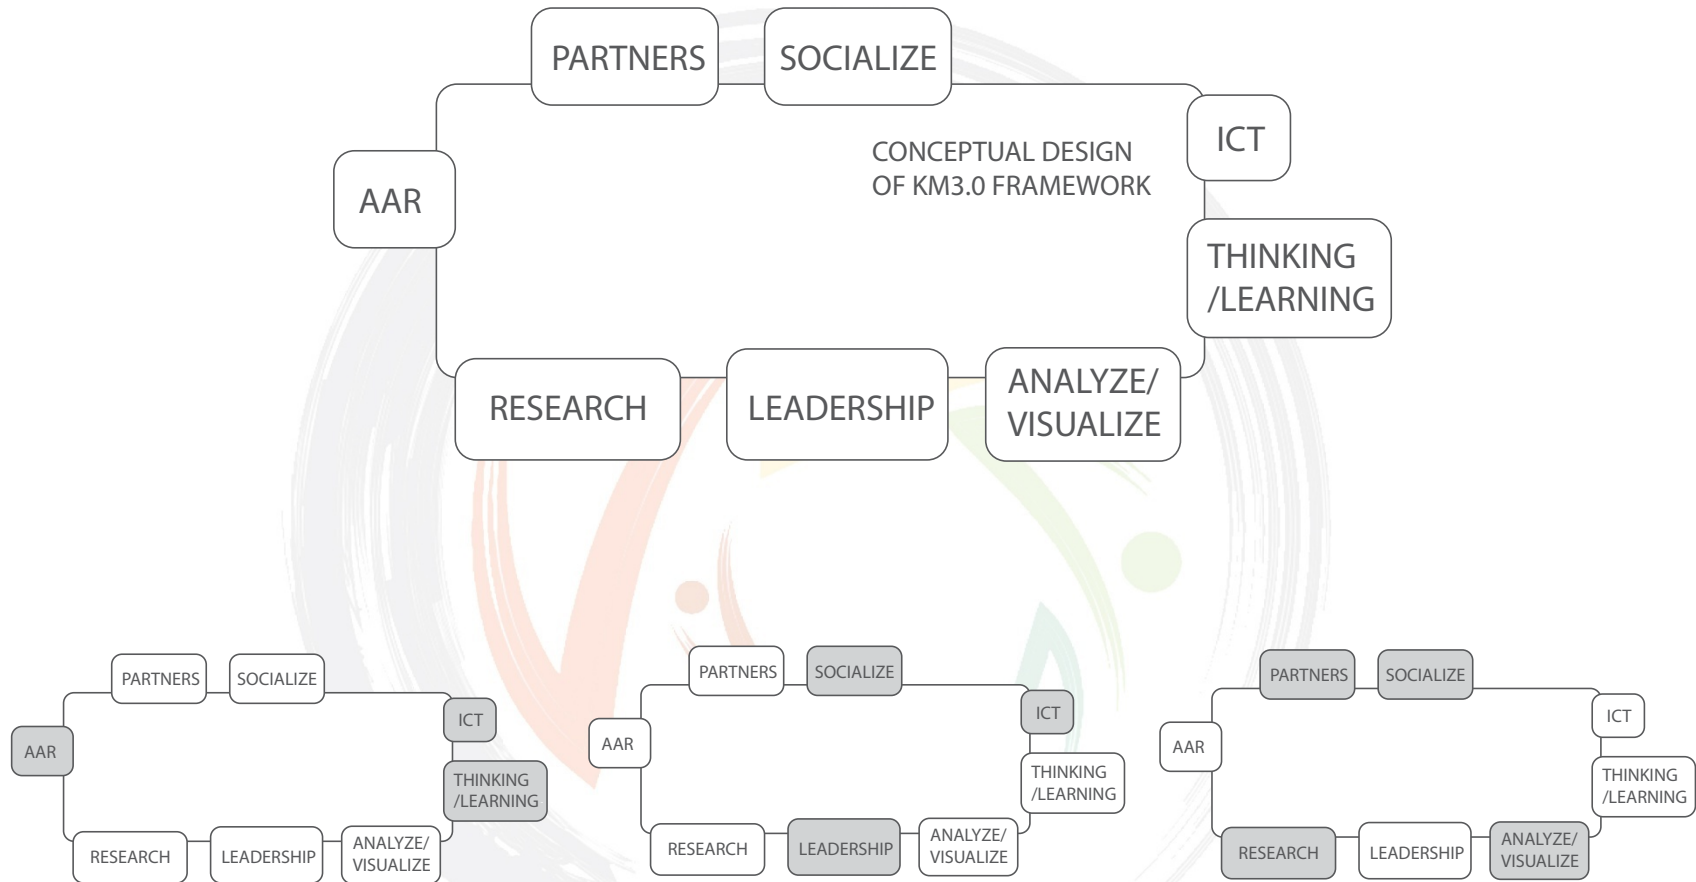 PARTNERS
SOCIALIZE
ICT
CONCEPTUAL DESIGN
OF KM3.0 FRAMEWORK
AAR
THINKING
/LEARNING
RESEARCH
LEADERSHIP
ANALYZE/
VISUALIZE
PARTNERS
SOCIALIZE
ICT
AAR
THINKING
/LEARNING
RESEARCH
LEADERSHIP
ANALYZE/
VISUALIZE
PARTNERS
SOCIALIZE
ICT
AAR
THINKING
/LEARNING
RESEARCH
LEADERSHIP
ANALYZE/
VISUALIZE
PARTNERS
SOCIALIZE
ICT
AAR
THINKING
/LEARNING
RESEARCH
LEADERSHIP
ANALYZE/
VISUALIZE